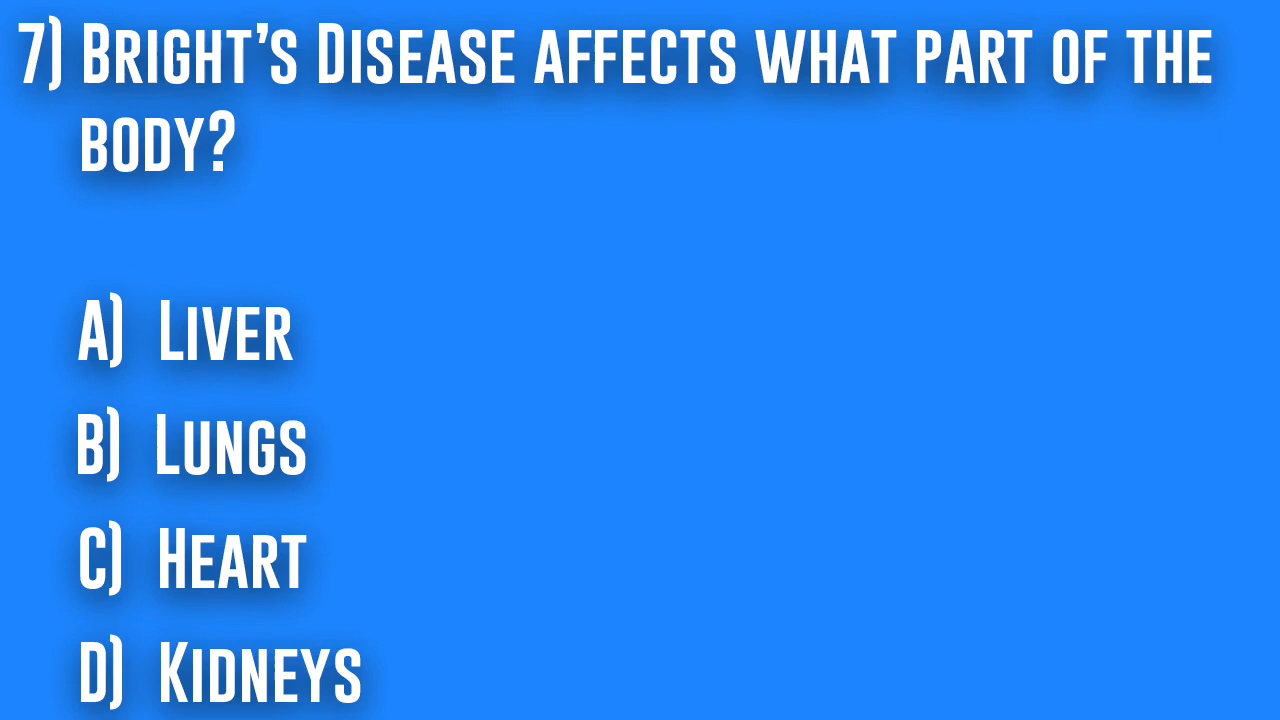 7) Bright’s Disease affects what part of the
body?
A) Liver
B) Lungs
C) Heart
D) Kidneys